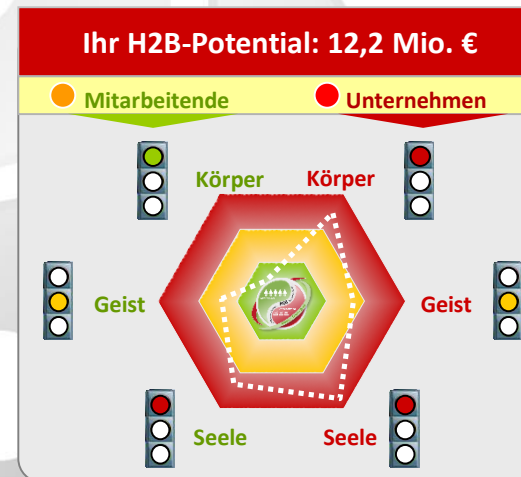 Ihr H2B-Potential: 12,2 Mio. €
Mitarbeitende Unternehmen
Körper Körper
Geist Geist
Seele Seele